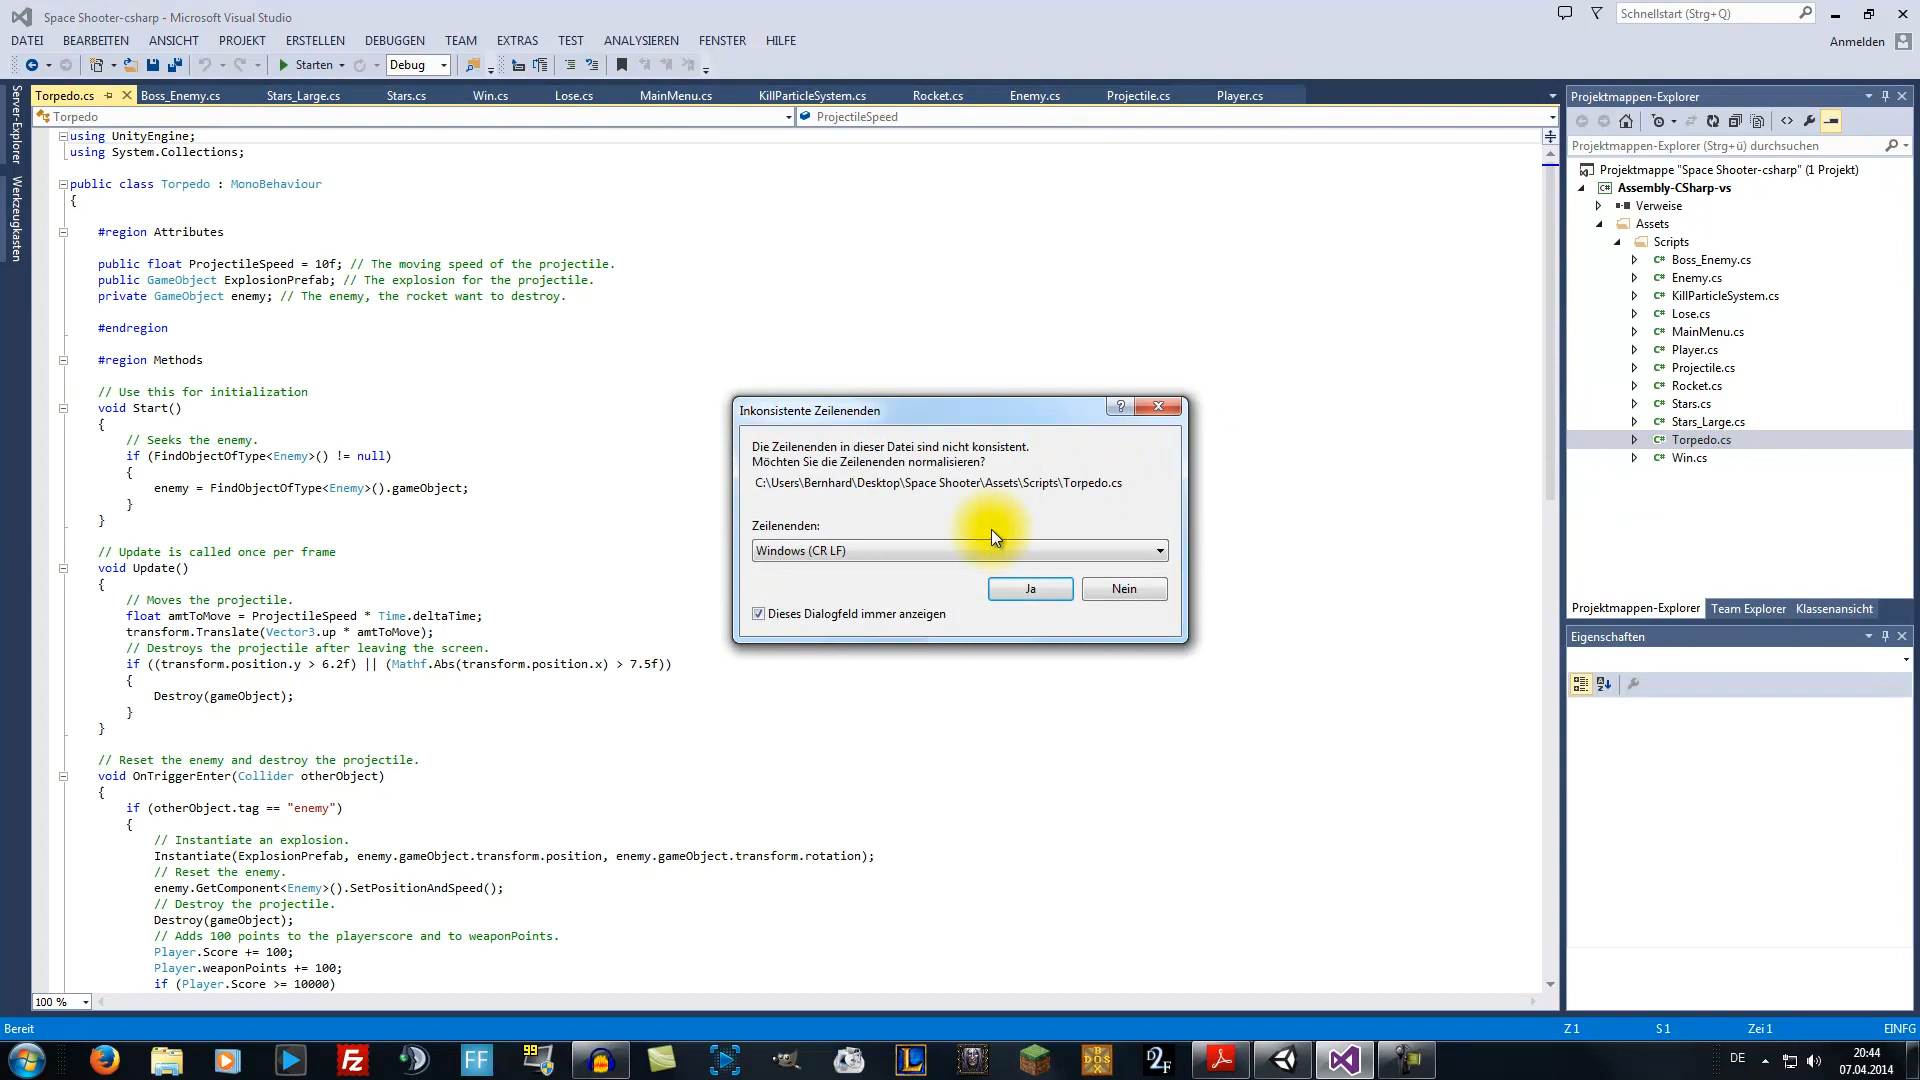 Space Shooter-csharp - Microsoft Visual Studio
Schnellstart (Strg+Q)
DATEI BEARBEITEN ANSICHT PROJEKT ERSTELLEN DEBUGGEN TEAM EXTRAS TEST ANALYSIEREN FENSTER HILFE
Anmelden
Starten Debug
Server-Explorer
Werkzeugkasten
Torpedo.cs Boss_Enemy.cs Stars_Large.cs Stars.cs Win.cs Lose.cs MainMenu.cs KillParticleSystem.cs Rocket.cs Enemy.cs Projectile.cs Player.cs
Torpedo ProjectileSpeed
using UnityEngine;
using System.Collections;
public class Torpedo : MonoBehaviour
{
#region Attributes
public float ProjectileSpeed = 10f; // The moving speed of the projectile.
public GameObject ExplosionPrefab; // The explosion for the projectile.
private GameObject enemy; // The enemy, the rocket want to destroy.
#endregion
#region Methods
// Use this for initialization
void Start()
{
// Seeks the enemy.
if (FindObjectOfType<Enemy>() != null)
{
enemy = FindObjectOfType<Enemy>().gameObject;
}
}
// Update is called once per frame
void Update()
{
// Moves the projectile.
float amtToMove = ProjectileSpeed * Time.deltaTime;
transform.Translate(Vector3.up * amtToMove);
// Destroys the projectile after leaving the screen.
if ((transform.position.y > 6.2f) || (Mathf.Abs(transform.position.x) > 7.5f))
{
Destroy(gameObject);
}
}
// Reset the enemy and destroy the projectile.
void OnTriggerEnter(Collider otherObject)
{
if (otherObject.tag == "enemy")
{
// Instantiate an explosion.
Instantiate(ExplosionPrefab, enemy.gameObject.transform.position, enemy.gameObject.transform.rotation);
// Reset the enemy.
enemy.GetComponent<Enemy>().SetPositionAndSpeed();
// Destroy the projectile.
Destroy(gameObject);
// Adds 100 points to the playerscore and to weaponPoints.
Player.Score += 100;
Player.weaponPoints += 100;
if (Player.Score >= 10000)
100 %
Inkonsistente Zeilenenden
Die Zeilenenden in dieser Datei sind nicht konsistent.
Möchten Sie die Zeilenenden normalisieren?
C:\Users\Bernhard\Desktop\Space Shooter\Assets\Scripts\Torpedo.cs
Zeilenenden:
Windows (CR LF)
Ja Nein
Dieses Dialogfeld immer anzeigen
Projektmappen-Explorer
Projektmappen-Explorer (Strg+ü) durchsuchen
Projektmappe "Space Shooter-csharp" (1 Projekt)
Assembly-CSharp-vs
Verweise
Assets
Scripts
Boss_Enemy.cs
Enemy.cs
KillParticleSystem.cs
Lose.cs
MainMenu.cs
Player.cs
Projectile.cs
Rocket.cs
Stars.cs
Stars_Large.cs
Torpedo.cs
Win.cs
Projektmappen-Explorer Team Explorer Klassenansicht
Eigenschaften
Bereit Z 1 S 1 Zei 1 EINFG
DE
20:44
07.04.2014